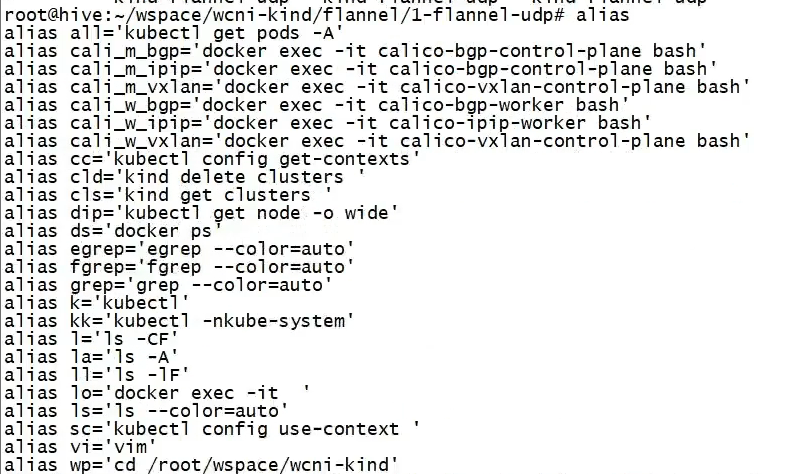 root@hive:~/wspace/wcni-kind/flannel/1-flannel-udp# alias
alias all='kubectl get pods -A'
alias cali_m_bgp='docker exec -it calico-bgp-control-plane bash'
alias cali_m_ipip='docker exec -it calico-bgp-control-plane bash'
alias cali_m_vxlan='docker exec -it calico-vxlan-control-plane bash'
alias cali_w_bgp='docker exec -it calico-bgp-worker bash'
alias cali_w_ipip='docker exec -it calico-ipip-worker bash'
alias cali_w_vxlan='docker exec -it calico-vxlan-control-plane bash'
alias cc='kubectl config get-contexts'
alias cld='kind delete clusters '
alias cls='kind get clusters '
alias dip='kubectl get node -o wide'
alias ds='docker ps'
alias egrep='egrep --color=auto'
alias fgrep='fgrep --color=auto'
alias grep='grep --color=auto'
alias k='kubectl'
alias kk='kubectl -nkube-system'
alias l='ls -CF'
alias la='ls -A'
alias ll='ls -lF'
alias lo='docker exec -it  '
alias ls='ls --color=auto'
alias sc='kubectl config use-context '
alias vi='vim'
alias wp='cd /root/wspace/wcni-kind'